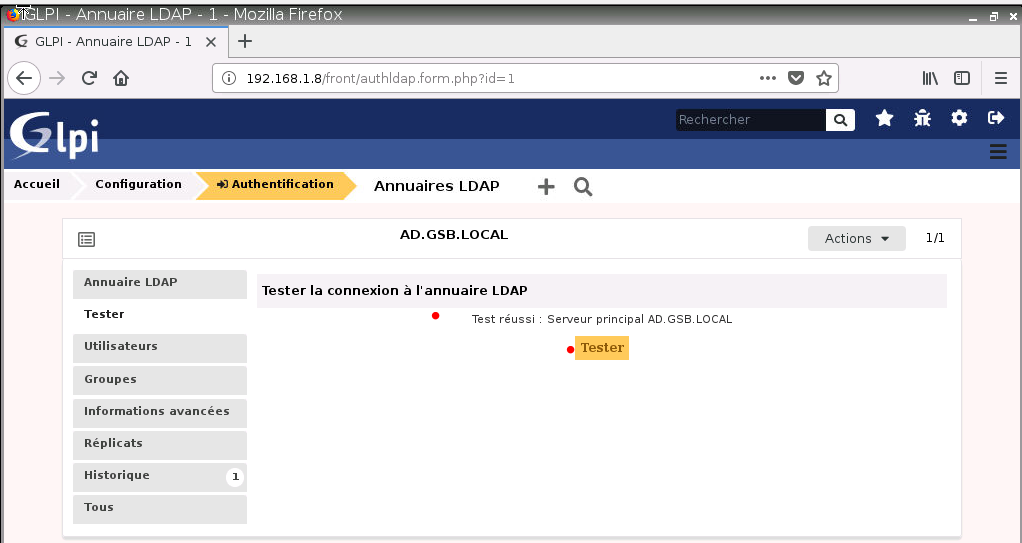 GLPI - Annuaire LDAP - 1 - Mozilla Firefox
GLPI - Annuaire LDAP - 1
192.168.1.8/front/authldap.form.php?id=1
Glpi
Rechercher
Accueil Configuration Authentification Annuaires LDAP
AD.GSB.LOCAL
Actions
1/1
Annuaire LDAP
Tester
Utilisateurs
Groupes
Informations avancées
Réplicats
Historique 1
Tous
Tester la connexion à l'annuaire LDAP
Test réussi : Serveur principal AD.GSB.LOCAL
Tester